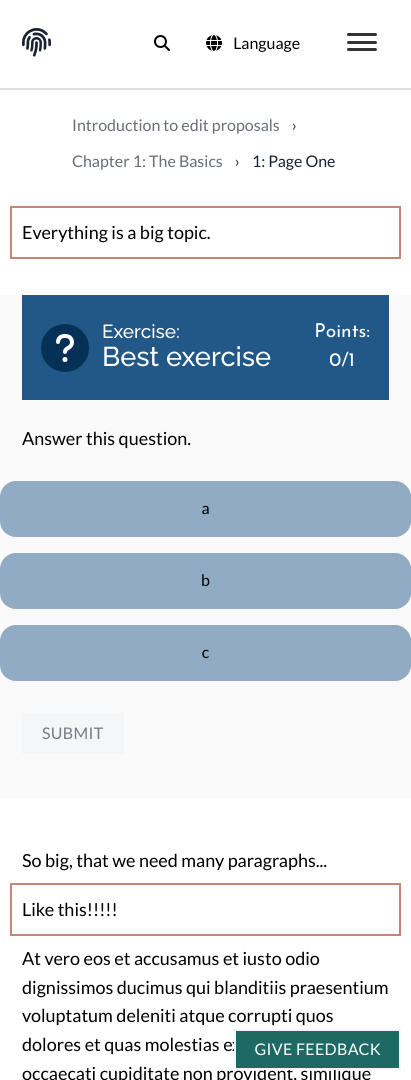 Language
Introduction to edit proposals ›
Chapter 1: The Basics › 1: Page One
Everything is a big topic.
?
Exercise:
Best exercise
Points:
0/1
Answer this question.
a
b
c
SUBMIT
So big, that we need many paragraphs...
Like this!!!!!
At vero eos et accusamus et iusto odio
dignissimos ducimus qui blanditiis praesentium
voluptatum deleniti atque corrupti quos
dolores et quas molestias
GIVE FEEDBACK
occaecati cupiditate non provident, similique